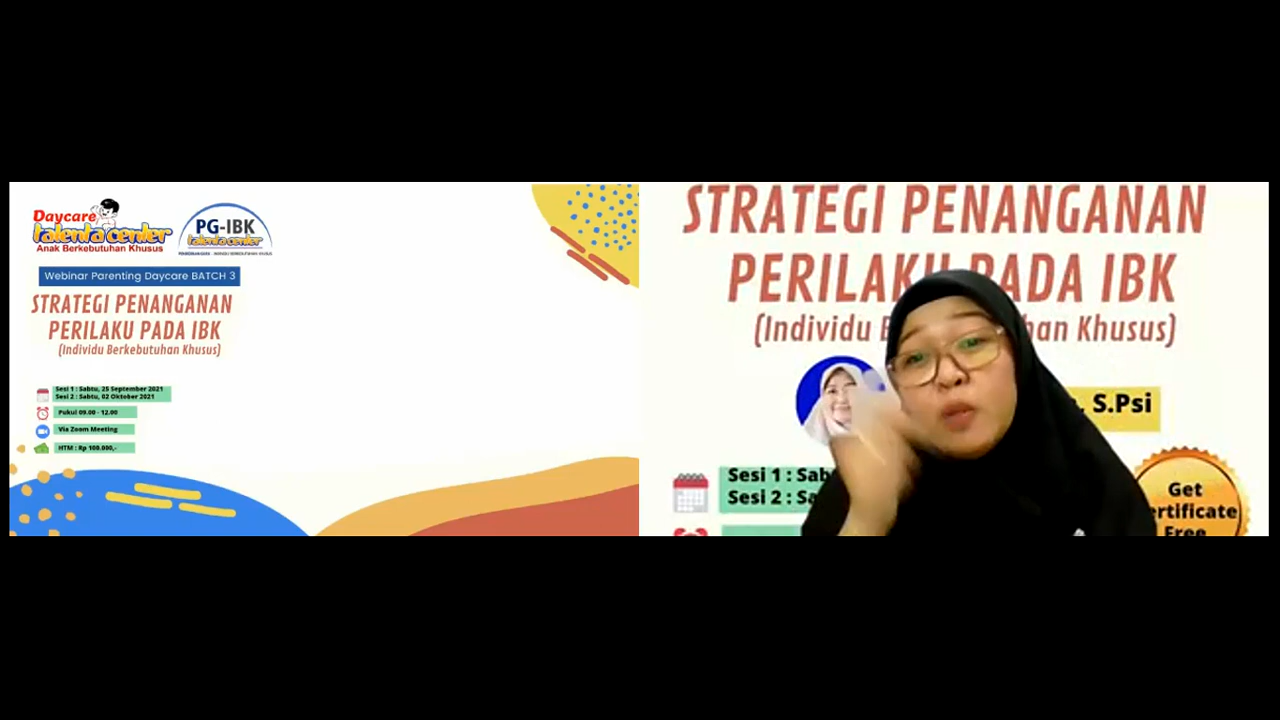 Daycare
talenta center
Anak Berkebutuhan Khusus
PG-IBK
talenta center
Webinar Parenting Daycare BATCH 3
STRATEGI PENANGANAN
PERILAKU PADA IBK
(Individu Berkebutuhan Khusus)
Sesi 1 : Sabtu, 25 September 2021
Sesi 2 : Sabtu, 02 Oktober 2021
Pukul 09.00 - 12.00
Via Zoom Meeting
HTM : Rp 100.000,-
STRATEGI PENANGANAN
PERILAKU PADA IBK
(Individu B han Khusus)
S.Psi
Sesi 1 : Sab
Sesi 2 : Sa
Get
ertificate
Free